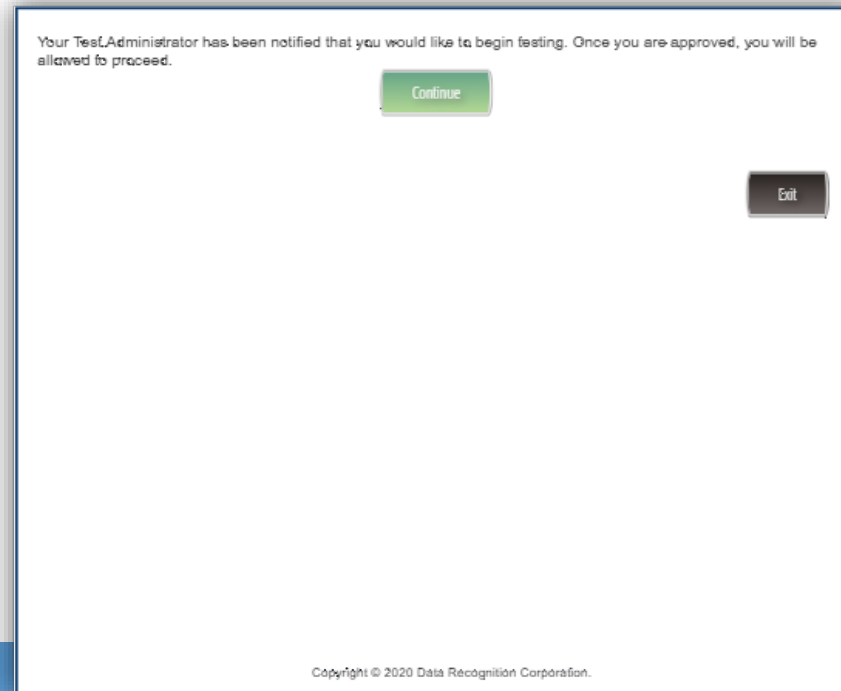 Your Test Administrator has been notified that you would like to begin testing. Once you are approved, you will be
allowed to proceed.
Continue
Exit
Copyright © 2020 Data Recognition Corporation.